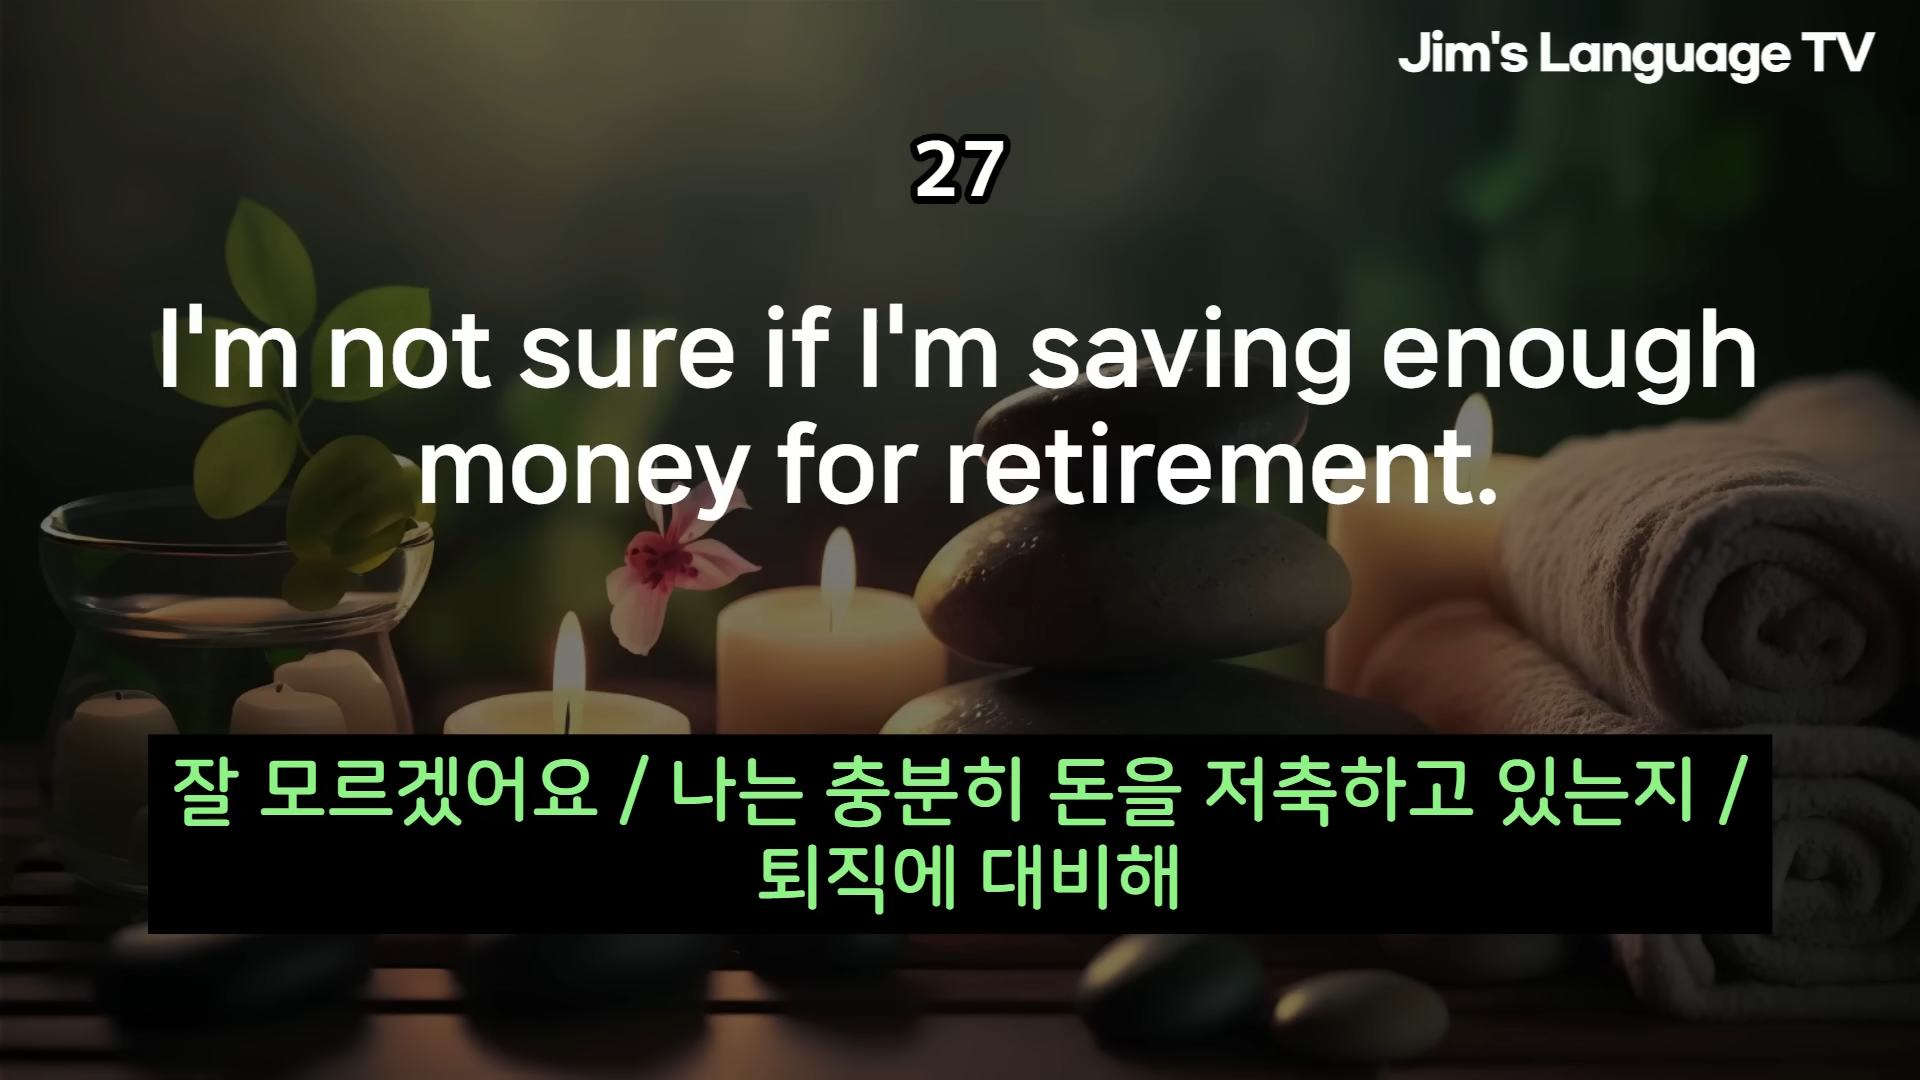 Jim's Language TV
27
I'm not sure if I'm saving enough
money for retirement.
잘 모르겠어요 / 나는 충분히 돈을 저축하고 있는지 /
퇴직에 대비해